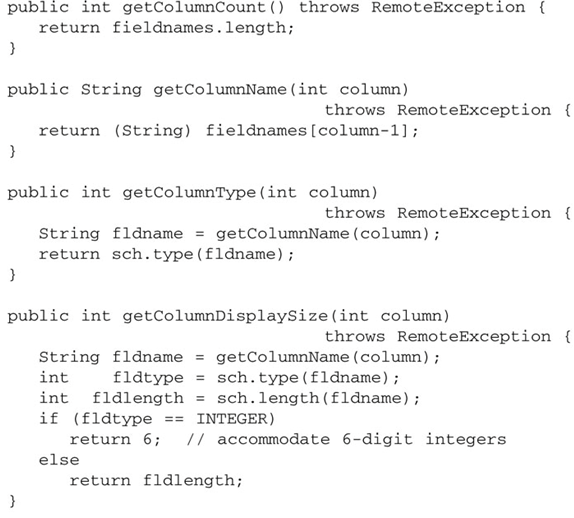 public int getColumnCount() throws RemoteException {
   return fieldnames.length;
}

public String getColumnName(int column)
                              throws RemoteException {
   return (String) fieldnames[column-1];
}

public int getColumnType(int column)
                              throws RemoteException {
   String fldname = getColumnName(column);
   return sch.type(fldname);
}

public int getColumnDisplaySize(int column)
                              throws RemoteException {
   String fldname = getColumnName(column);
   int    fldtype = sch.type(fldname);
   int  fldlength = sch.length(fldname);
   if (fldtype == INTEGER)
      return 6;  // accommodate 6-digit integers
   else
      return fldlength;
}